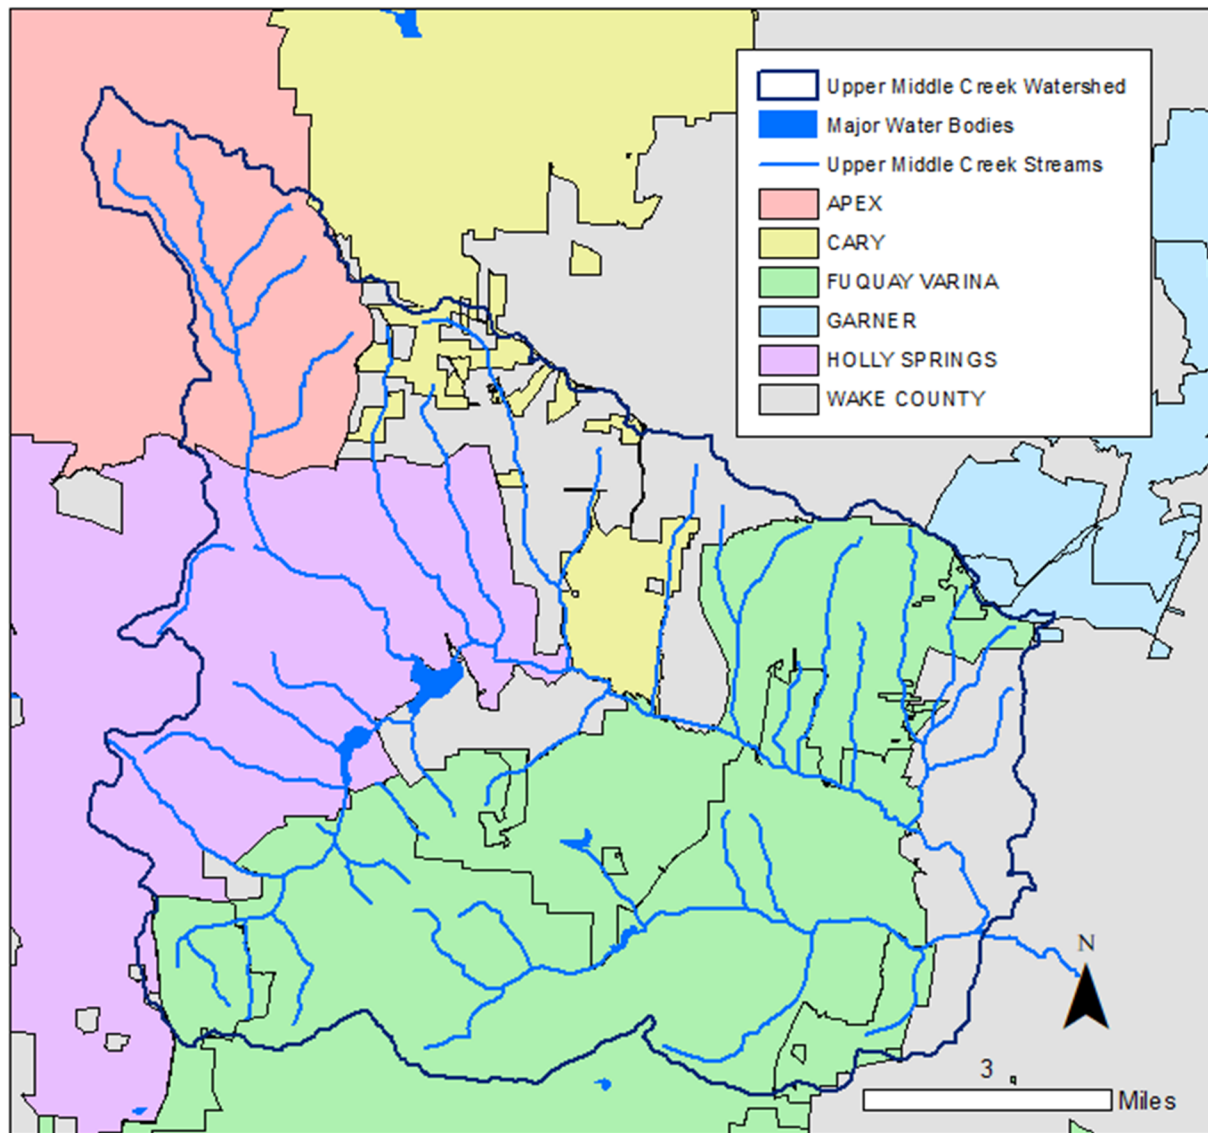 Upper Middle Creek Watershed
Major Water Bodies
Upper Middle Creek Streams
APEX
CARY
FUQUAY VARINA
GARNER
HOLLY SPRINGS
WAKE COUNTY
N
3
Miles